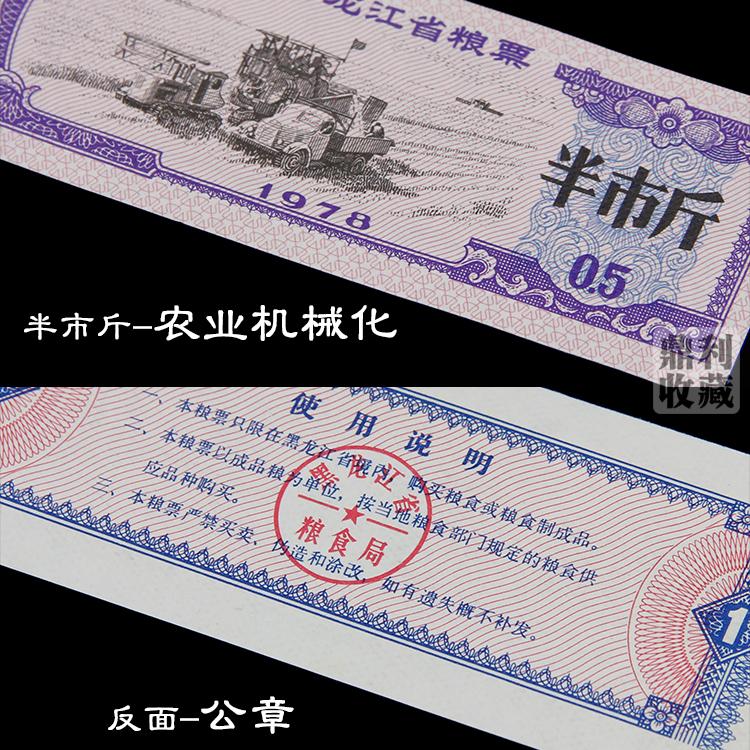 龙江省粮票
1978
半市斤
0.5
半市斤-农业机械化
鼎利
收藏
使用说明
一、本粮票只限在黑龙江省境内，购买粮食或粮食制成品。
二、本粮票以成品粮为单位，按当地粮食部门规定的粮食供
应品种购买。
三、本粮票严禁买卖、伪造和涂改，如有遗失概不补发。
黑龙江省
粮食局
1
反面-公章